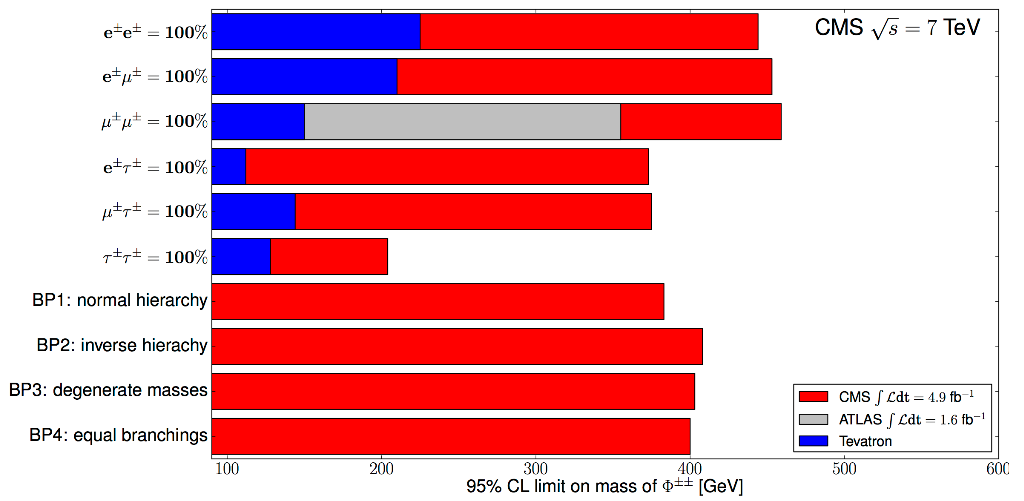 CMS √s = 7 TeV
e±e± = 100%
e±μ± = 100%
μ±μ± = 100%
e±τ± = 100%
μ±τ± = 100%
τ±τ± = 100%
BP1: normal hierarchy
BP2: inverse hierachy
BP3: degenerate masses
BP4: equal branchings
CMS ∫ℒdt = 4.9 fb⁻¹
ATLAS ∫ℒdt = 1.6 fb⁻¹
Tevatron
100 200 300 400 500 600
95% CL limit on mass of Φ±± [GeV]